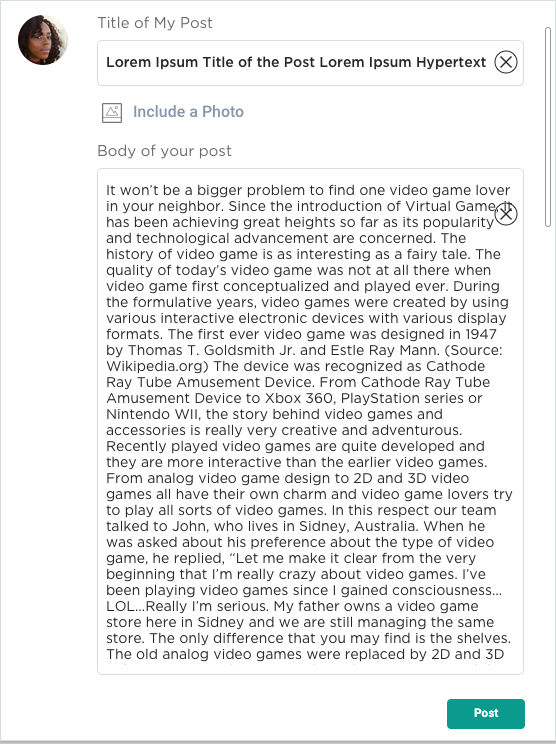 Title of My Post
Lorem Ipsum Title of the Post Lorem Ipsum Hypertext
Include a Photo
Body of your post
It won't be a bigger problem to find one video game lover
in your neighbor. Since the introduction of Virtual Game, it
has been achieving great heights so far as its popularity
and technological advancement are concerned. The
history of video game is as interesting as a fairy tale. The
quality of today's video game was not at all there when
video game first conceptualized and played ever. During
the formulative years, video games were created by using
various interactive electronic devices with various display
formats. The first ever video game was designed in 1947
by Thomas T. Goldsmith Jr. and Estle Ray Mann. (Source:
Wikipedia.org) The device was recognized as Cathode
Ray Tube Amusement Device. From Cathode Ray Tube
Amusement Device to Xbox 360, PlayStation series or
Nintendo WII, the story behind video games and
accessories is really very creative and adventurous.
Recently played video games are quite developed and
they are more interactive than the earlier video games.
From analog video game design to 2D and 3D video
games all have their own charm and video game lovers try
to play all sorts of video games. In this respect our team
talked to John, who lives in Sidney, Australia. When he
was asked about his preference about the type of video
game, he replied, “Let me make it clear from the very
beginning that I'm really crazy about video games. I've
been playing video games since I gained consciousness...
LOL...Really I'm serious. My father owns a video game
store here in Sidney and we are still managing the same
store. The only difference that you may find is the shelves.
The old analog video games were replaced by 2D and 3D
Post